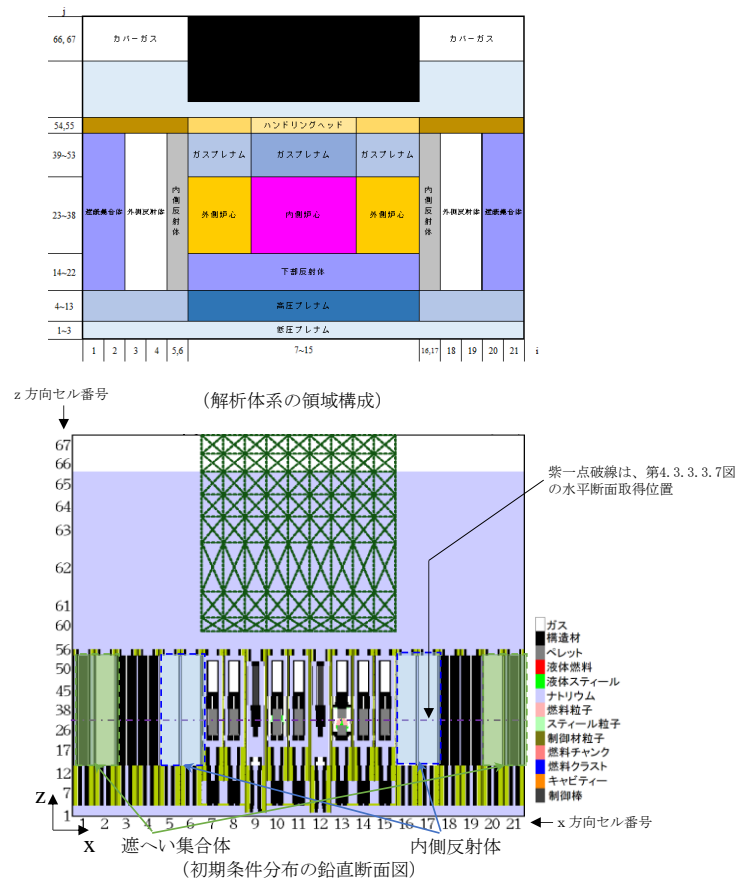 j
66,67
カバーガス
カバーガス
54,55
ハンドリングヘッド
39~53
ガスプレナム
ガスプレナム
ガスプレナム
23~38
遮蔽集合体
外側反射体
内側反射体
外側炉心
内側炉心
外側炉心
内側反射体
外側反射体
遮蔽集合体
14~22
下部反射体
4~13
高圧プレナム
1~3
低圧プレナム
1 2 3 4 5,6 7~15 16,17 18 19 20 21 i
(解析体系の領域構成)
z 方向セル番号
67
66
65
64
63
62
61
60
56
50
45
38
26
17
12
7
1
紫一点破線は、第4.3.3.3.7図
の水平断面取得位置
ガス
構造材
ペレット
液体燃料
液体スティール
ナトリウム
燃料粒子
スティール粒子
制御材粒子
燃料チャンク
燃料クラスト
キャビティー
制御棒
Z
X
1 2 3 4 5 6 7 8 9 10 11 12 13 14 15 16 17 18 19 20 21
x 方向セル番号
遮へい集合体
内側反射体
(初期条件分布の鉛直断面図)